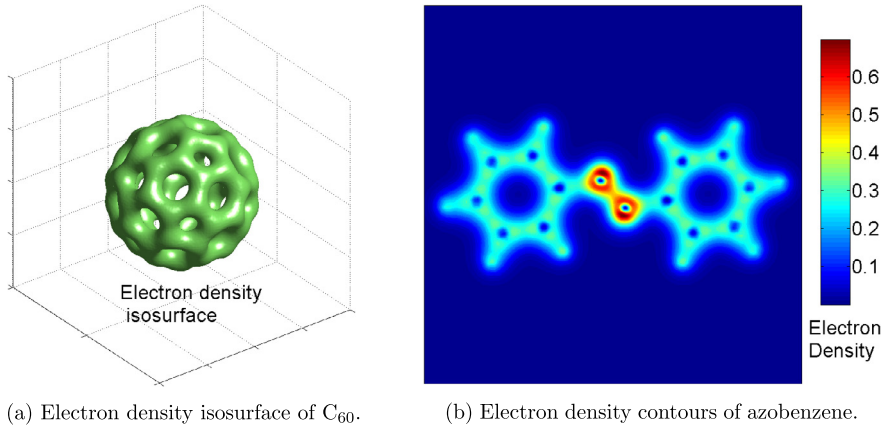 Electron density
isosurface
0.6
0.5
0.4
0.3
0.2
0.1
Electron
Density
(a) Electron density isosurface of C₆₀.
(b) Electron density contours of azobenzene.